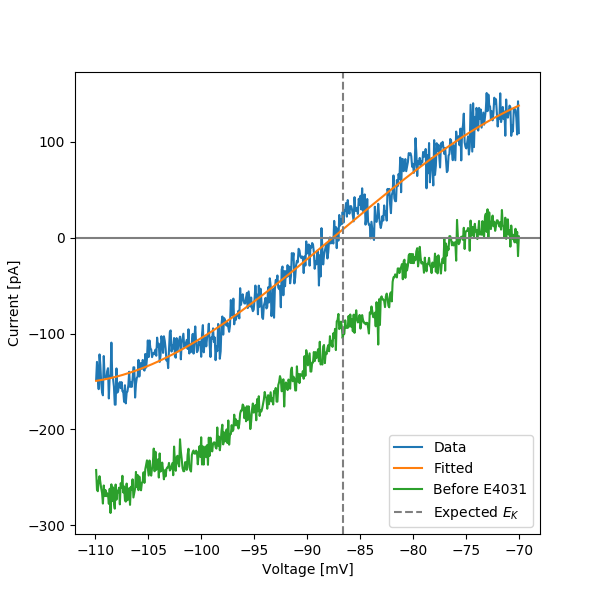 100
0
−100
−200
−300
Current [pA]
−110 −105 −100 −95 −90 −85 −80 −75 −70
Voltage [mV]
Data
Fitted
Before E4031
Expected E_K